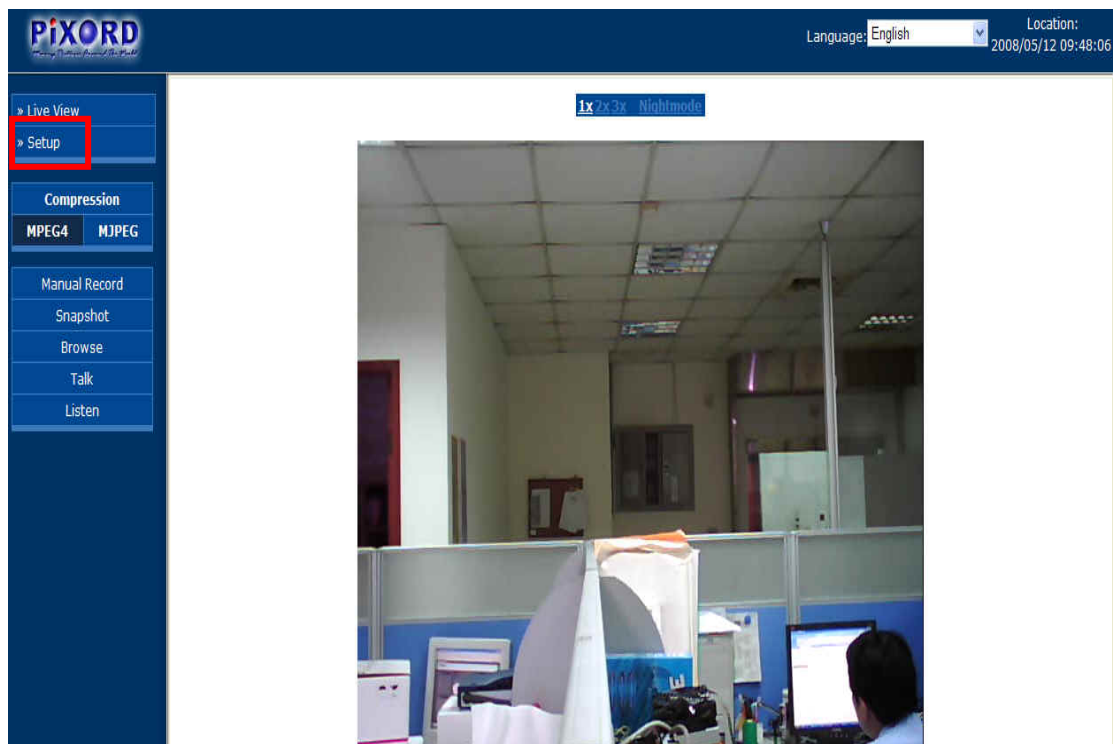 PiXORD
Language: English
Location:
2008/05/12 09:48:06
» Live View
» Setup
Compression
MPEG4 MJPEG
Manual Record
Snapshot
Browse
Talk
Listen
1x 2x 3x Nightmode